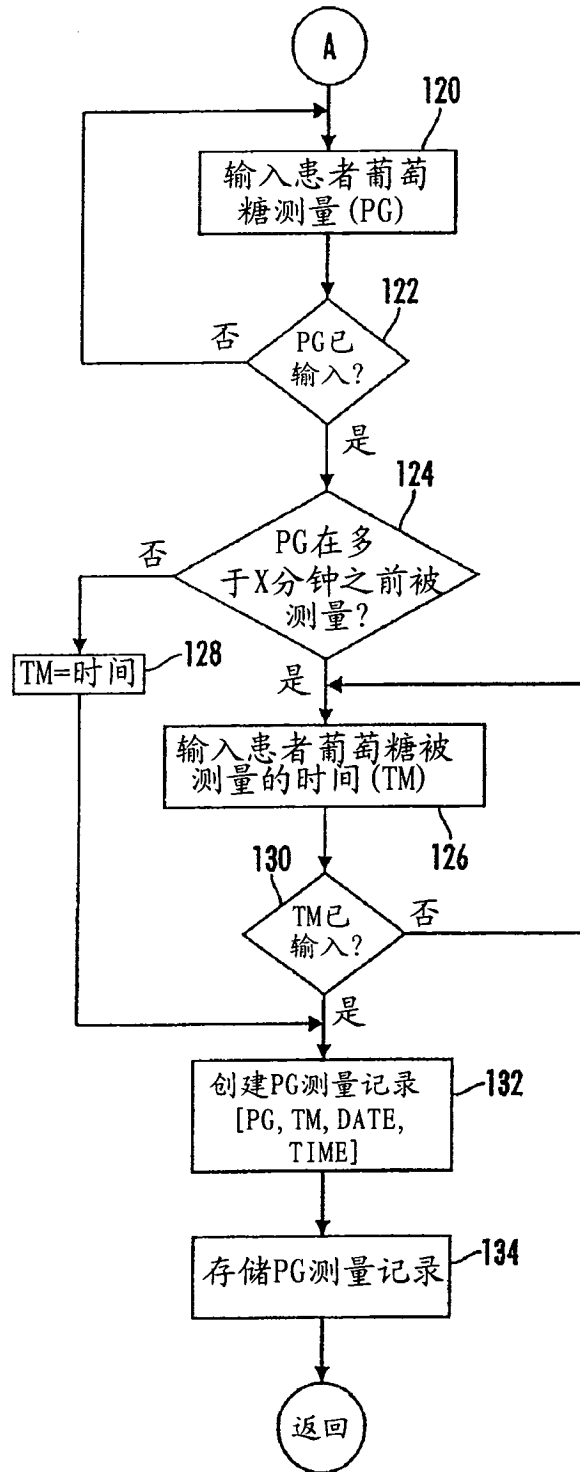 A
120
输入患者葡萄
糖测量(PG)
122
否
PG已
输入?
是
124
否
PG在多
于X分钟之前被
测量?
128
TM=时间
是
输入患者葡萄糖被
测量的时间(TM)
126
130
TM已
输入?
否
是
创建PG测量记录
[PG, TM, DATE,
TIME]
132
134
存储PG测量记录
返回